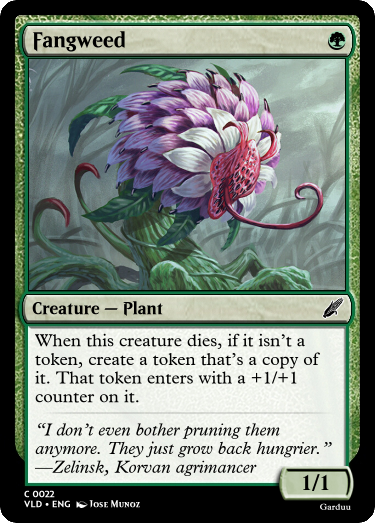 Fangweed
Creature — Plant
When this creature dies, if it isn't a
token, create a token that's a copy of
it. That token enters with a +1/+1
counter on it.
“I don't even bother pruning them
anymore. They just grow back hungrier.”
—Zelinsk, Korvan agrimancer
1/1
C 0022
VLD • ENG Jose Munoz
Garduu